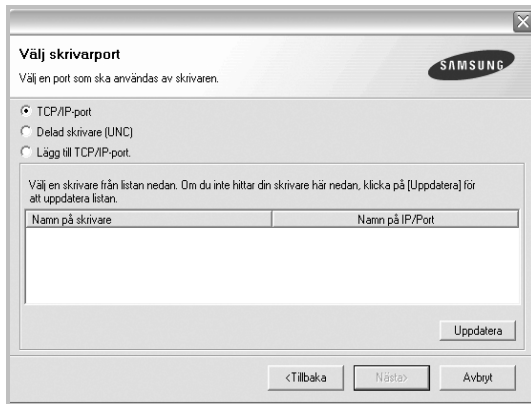 Välj skrivarport
Välj en port som ska användas av skrivaren.
SAMSUNG
TCP/IP-port
Delad skrivare (UNC)
Lägg till TCP/IP-port.
Välj en skrivare från listan nedan. Om du inte hittar din skrivare här nedan, klicka på [Uppdatera] för
att uppdatera listan.
Namn på skrivare Namn på IP/Port
Uppdatera
<Tillbaka Nästa> Avbryt